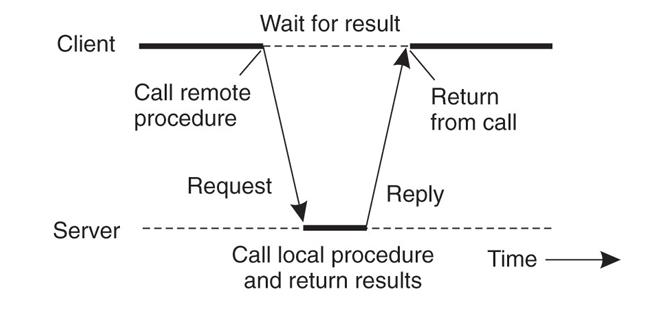 Wait for result
Client
Call remote
procedure
Return
from call
Request
Reply
Server
Call local procedure
and return results
Time